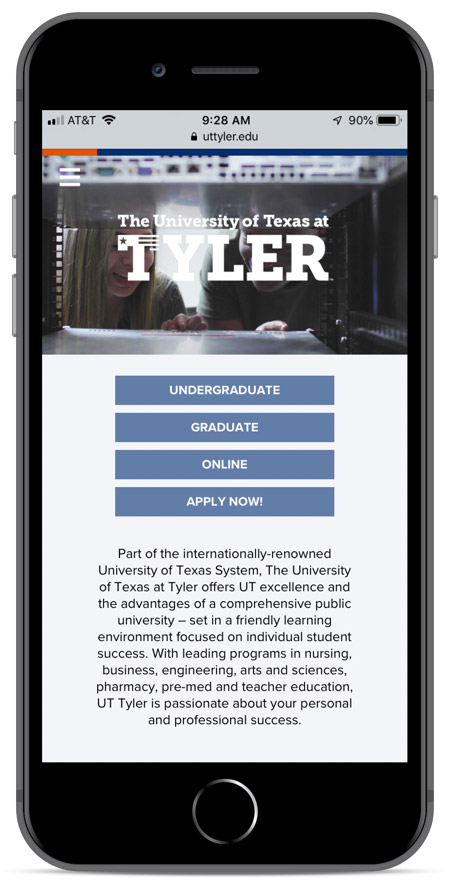 AT&T 9:28 AM 90%
uttyler.edu
The University of Texas at
TYLER
UNDERGRADUATE
GRADUATE
ONLINE
APPLY NOW!
Part of the internationally-renowned
University of Texas System, The University
of Texas at Tyler offers UT excellence and
the advantages of a comprehensive public
university – set in a friendly learning
environment focused on individual student
success. With leading programs in nursing,
business, engineering, arts and sciences,
pharmacy, pre-med and teacher education,
UT Tyler is passionate about your personal
and professional success.